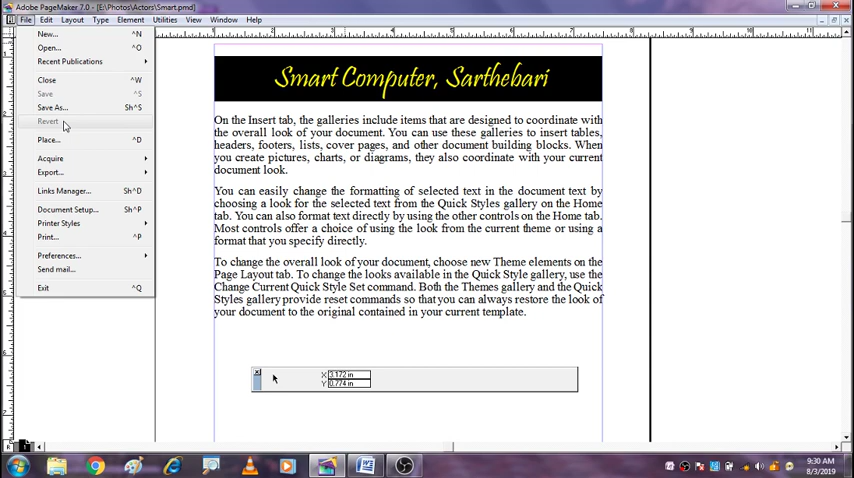 Adobe PageMaker 7.0 - [E:\Photos\Actors\Smart.pmd]
File Edit Layout Type Element Utilities View Window Help
New... ^N
Open... ^O
Recent Publications
Close ^W
Save ^S
Save As... Sh^S
Revert
Place... ^D
Acquire
Export...
Links Manager... Sh^D
Document Setup... Sh^P
Printer Styles
Print... ^P
Preferences...
Send mail...
Exit ^Q
Smart Computer, Sarthebari
On the Insert tab, the galleries include items that are designed to coordinate with
the overall look of your document. You can use these galleries to insert tables,
headers, footers, lists, cover pages, and other document building blocks. When
you create pictures, charts, or diagrams, they also coordinate with your current
document look.
You can easily change the formatting of selected text in the document text by
choosing a look for the selected text from the Quick Styles gallery on the Home
tab. You can also format text directly by using the other controls on the Home tab.
Most controls offer a choice of using the look from the current theme or using a
format that you specify directly.
To change the overall look of your document, choose new Theme elements on the
Page Layout tab. To change the looks available in the Quick Style gallery, use the
Change Current Quick Style Set command. Both the Themes gallery and the Quick
Styles gallery provide reset commands so that you can always restore the look of
your document to the original contained in your current template.
X 3.172 in
Y 0.774 in
9:30 AM
8/3/2019